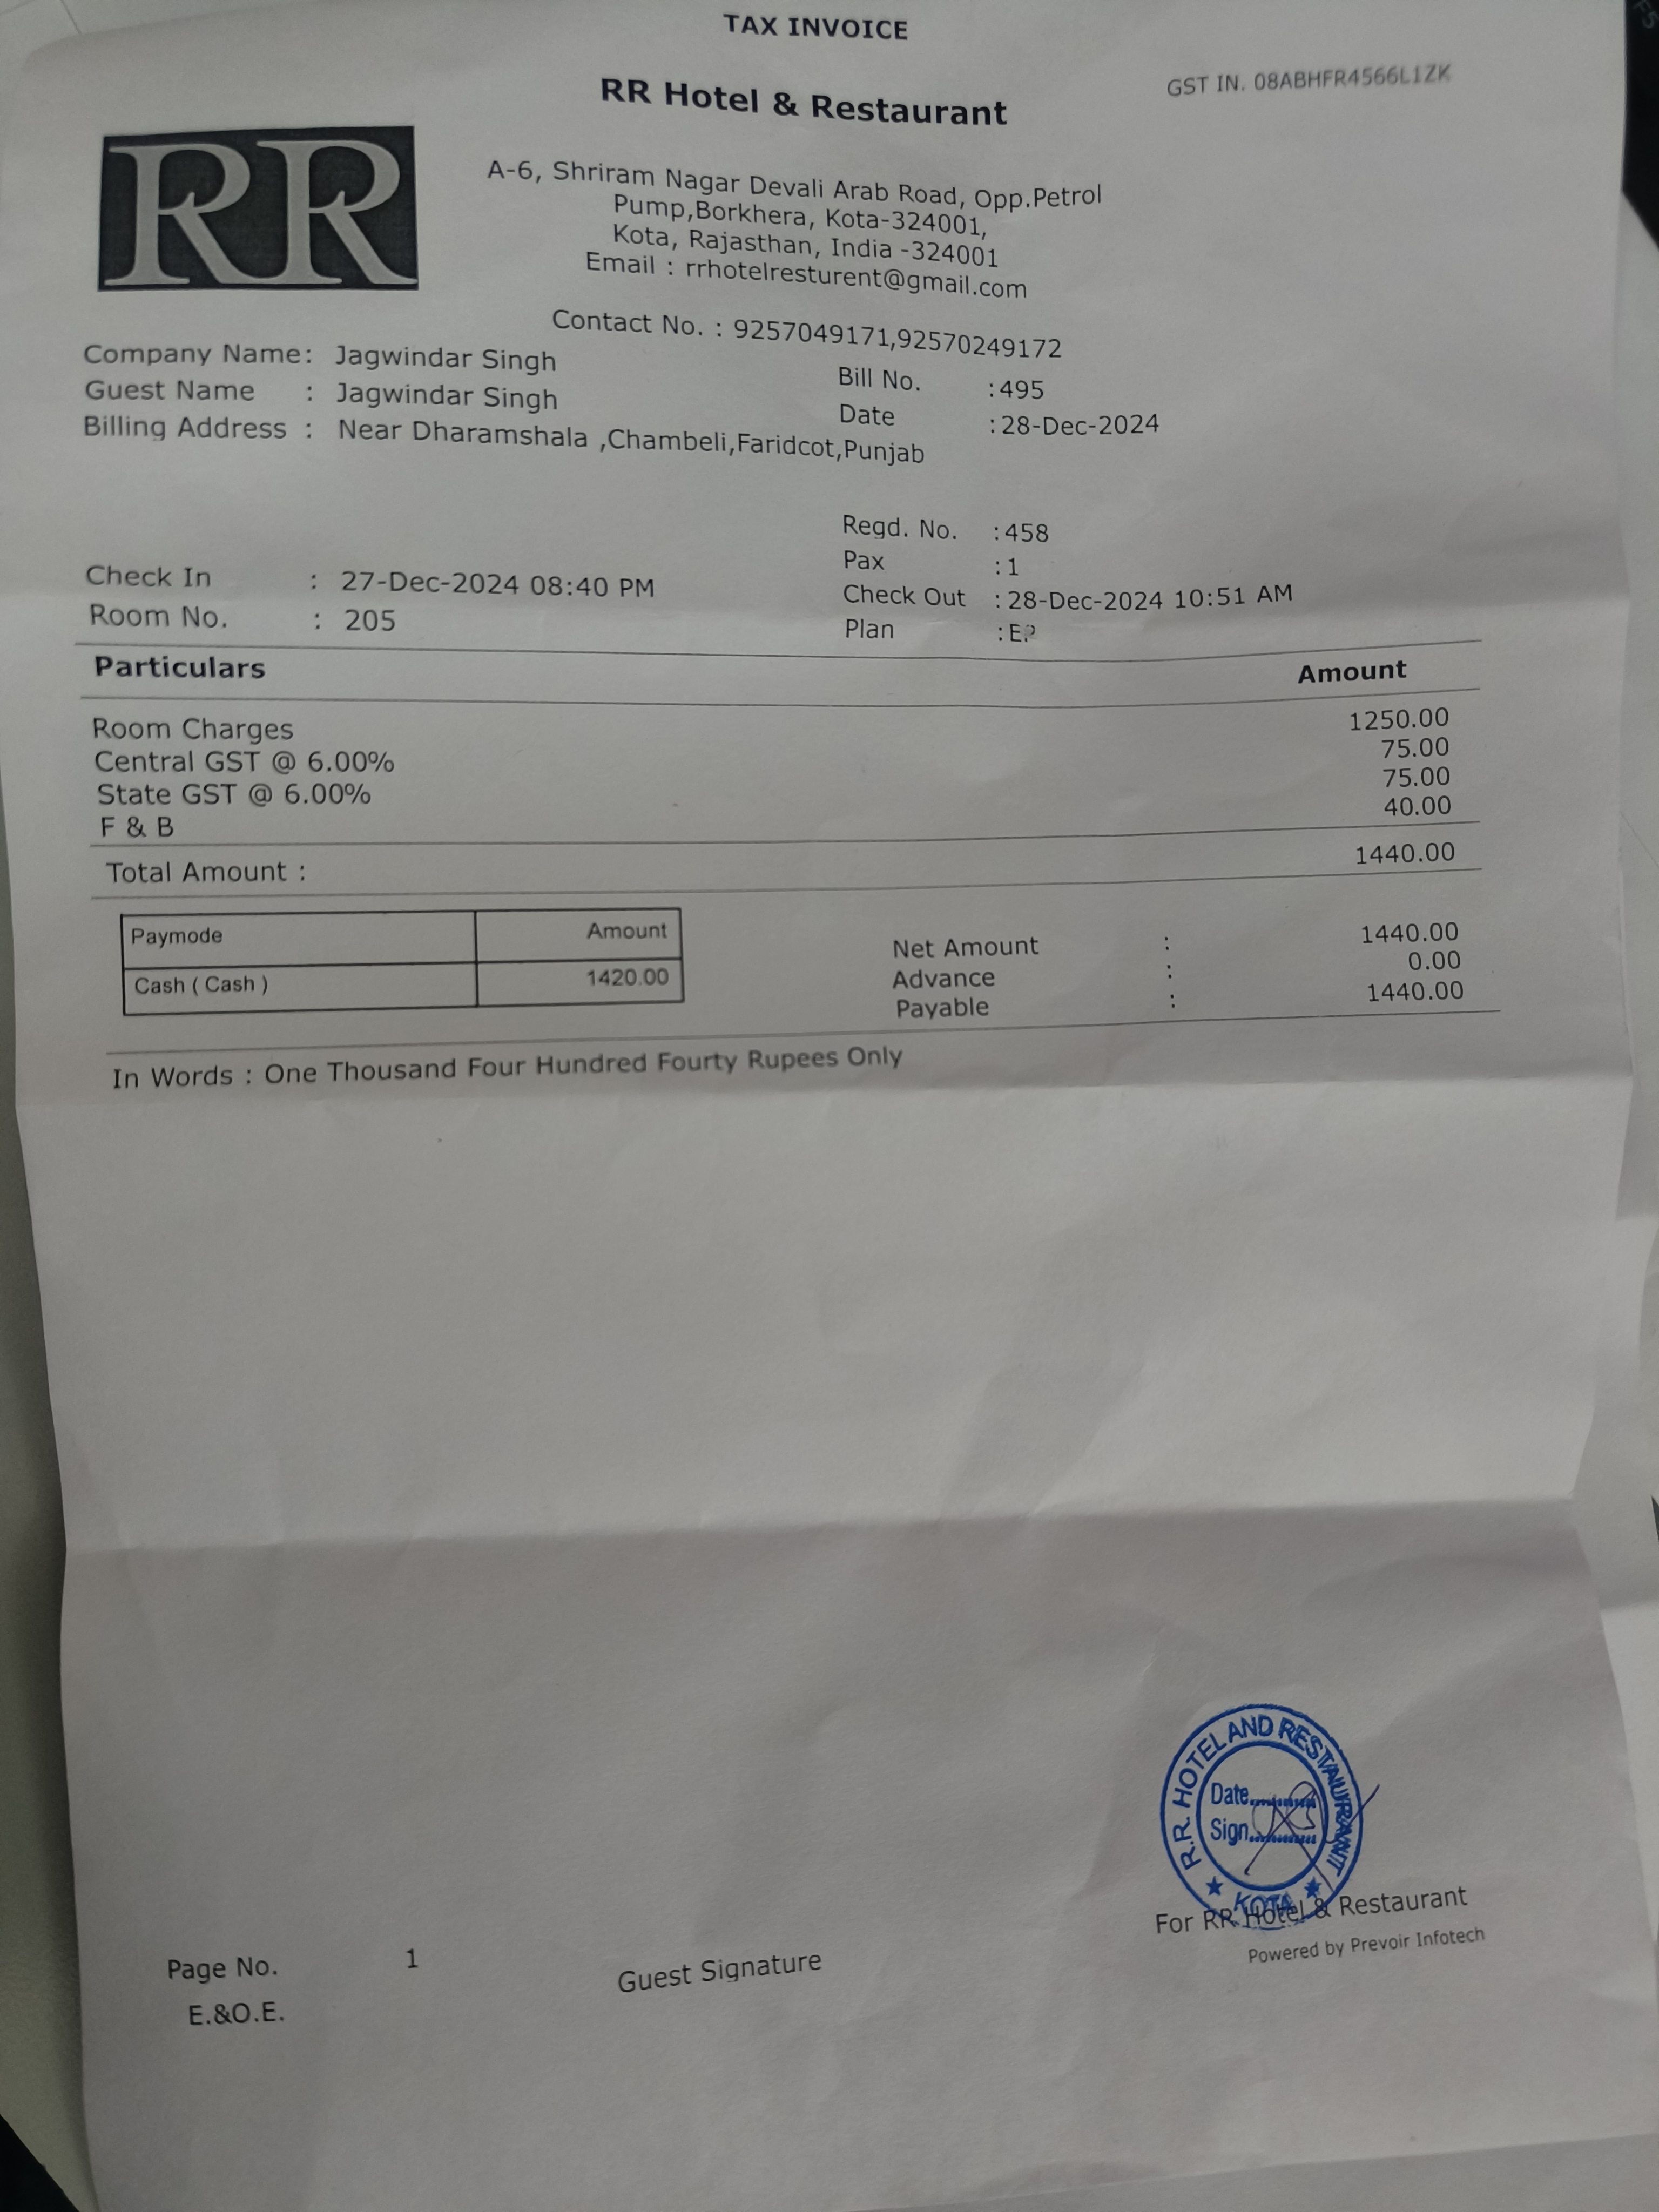 TAX INVOICE
GST IN. 08ABHFR4566L1ZK
RR Hotel & Restaurant
RR
A-6, Shriram Nagar Devali Arab Road, Opp.Petrol
Pump,Borkhera, Kota-324001,
Kota, Rajasthan, India -324001
Email : rrhotelresturent@gmail.com
Contact No. : 9257049171,92570249172
Company Name: Jagwindar Singh
Guest Name : Jagwindar Singh
Billing Address : Near Dharamshala ,Chambeli,Faridcot,Punjab
Bill No. :495
Date :28-Dec-2024
Regd. No. :458
Pax :1
Check In : 27-Dec-2024 08:40 PM
Check Out :28-Dec-2024 10:51 AM
Room No. : 205
Plan :EP
Particulars Amount
Room Charges 1250.00
Central GST @ 6.00% 75.00
State GST @ 6.00% 75.00
F & B 40.00
Total Amount : 1440.00
Paymode Amount
Cash ( Cash ) 1420.00
Net Amount : 1440.00
Advance : 0.00
Payable : 1440.00
In Words : One Thousand Four Hundred Fourty Rupees Only
R.R. HOTEL AND RESTAURANT
Date
Sign
KOTA
For RR Hotel & Restaurant
Powered by Prevoir Infotech
Page No. 1
Guest Signature
E.&O.E.